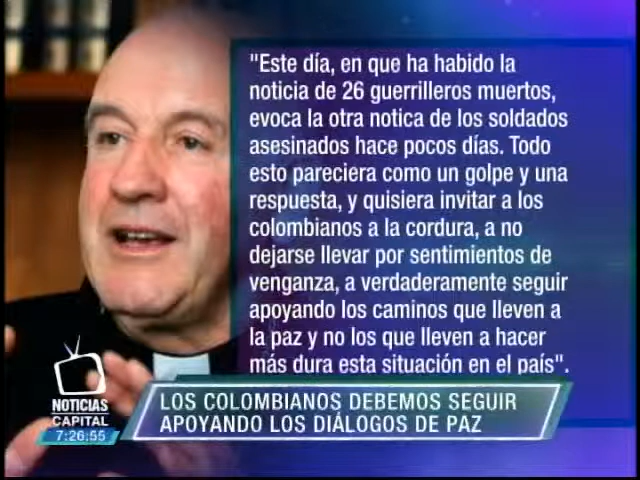 "Este día, en que ha habido la
noticia de 26 guerrilleros muertos,
evoca la otra notica de los soldados
asesinados hace pocos días. Todo
esto pareciera como un golpe y una
respuesta, y quisiera invitar a los
colombianos a la cordura, a no
dejarse llevar por sentimientos de
venganza, a verdaderamente seguir
apoyando los caminos que lleven a
la paz y no los que lleven a hacer
más dura esta situación en el país".
LOS COLOMBIANOS DEBEMOS SEGUIR
APOYANDO LOS DIÁLOGOS DE PAZ
NOTICIAS
CAPITAL
7:26:55